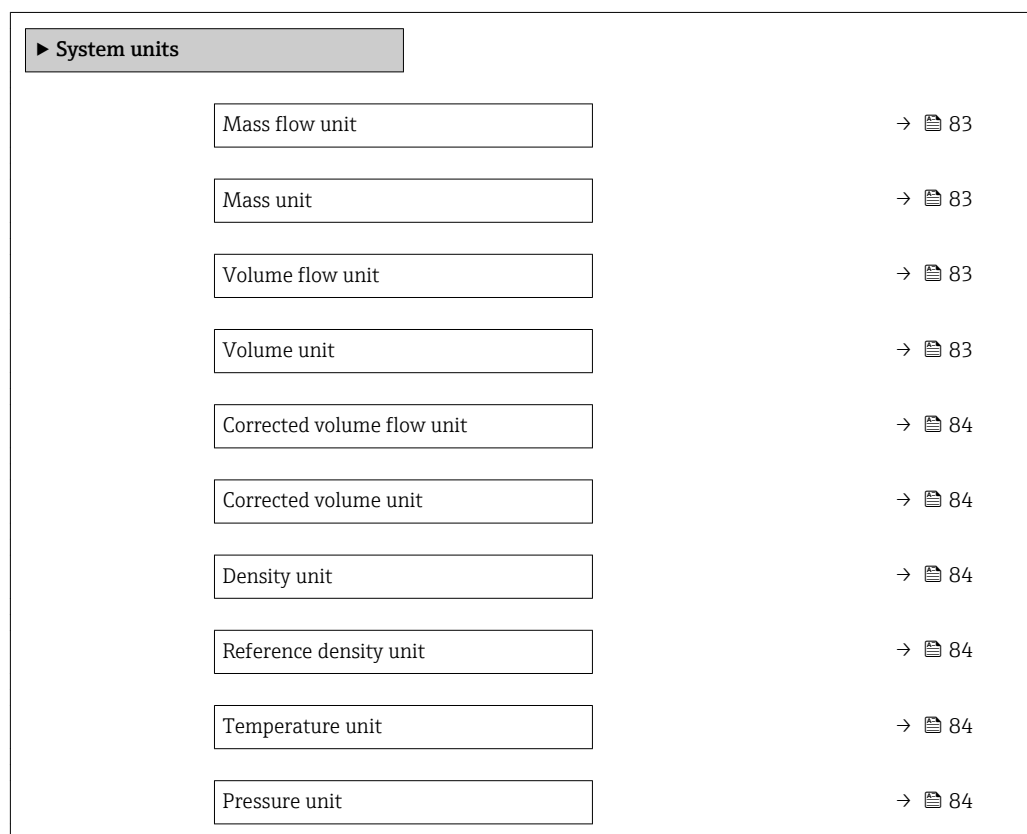 ▶ System units
Mass flow unit → 83
Mass unit → 83
Volume flow unit → 83
Volume unit → 83
Corrected volume flow unit → 84
Corrected volume unit → 84
Density unit → 84
Reference density unit → 84
Temperature unit → 84
Pressure unit → 84